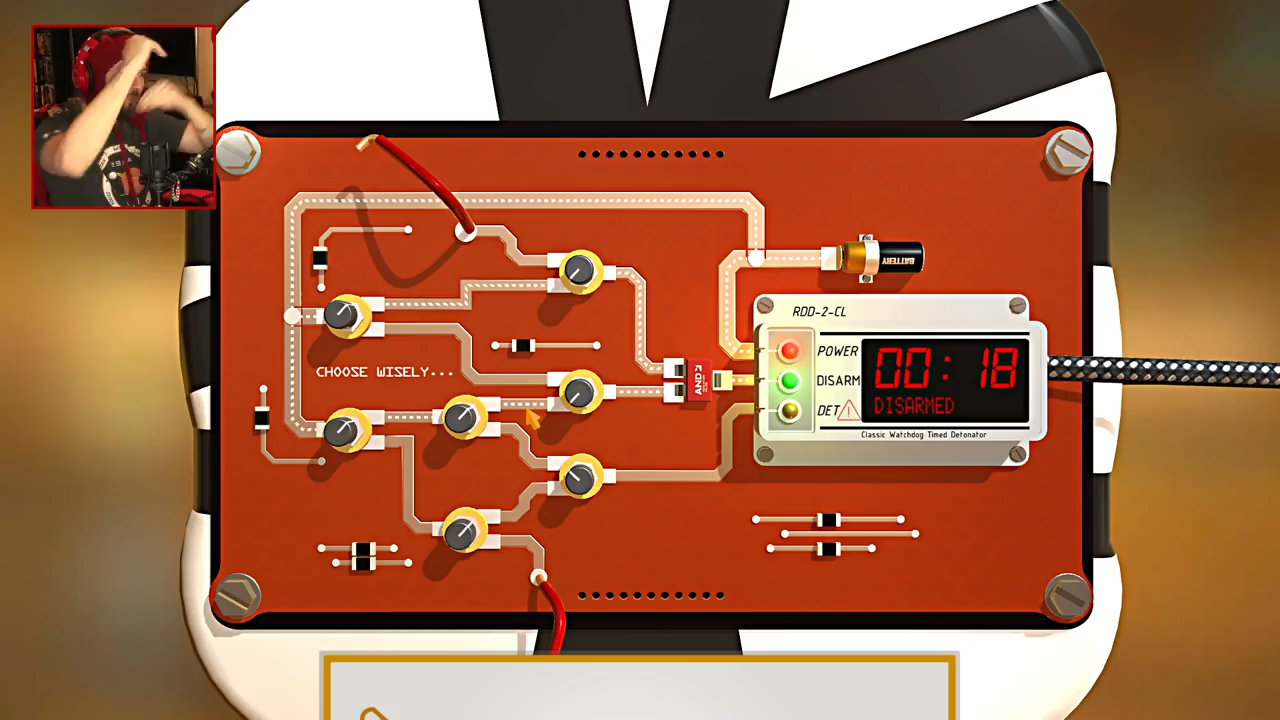 BATTERY
RDD-2-CL
POWER
00:18
DISARM
DISARMED
DET
Classic Watchdog Timed Detonator
CHOOSE WISELY...
AND